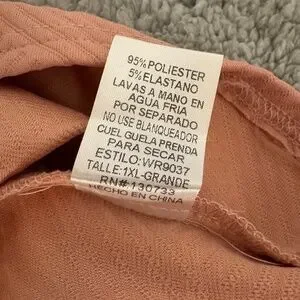 95% POLIESTER
5% ELASTANO
LAVAS A MANO EN
AGUA FRIA
POR SEPARADO
NO USE BLANQUEADOR
CUEL GUELA PRENDA
PARA SECAR
ESTILO: WR9037
TALLE: 1XL-GRANDE
RN# 130733
HECHO EN CHINA